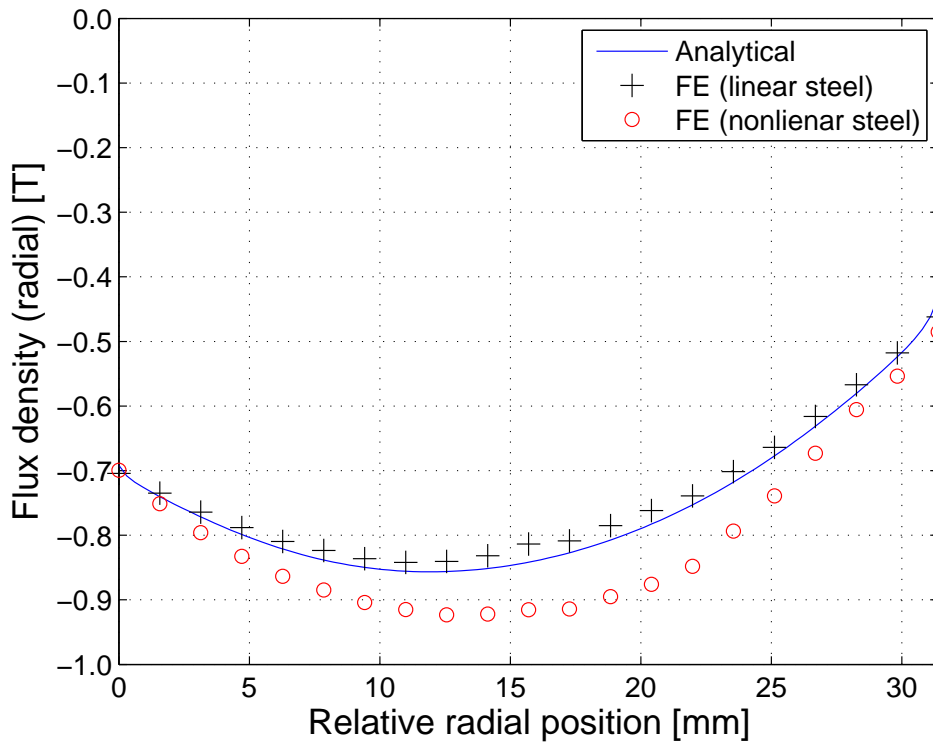 0.0
Analytical
FE (linear steel)
FE (nonlienar steel)
−0.1
−0.2
−0.3
−0.4
−0.5
−0.6
−0.7
−0.8
−0.9
−1.0
Flux density (radial) [T]
0 5 10 15 20 25 30
Relative radial position [mm]